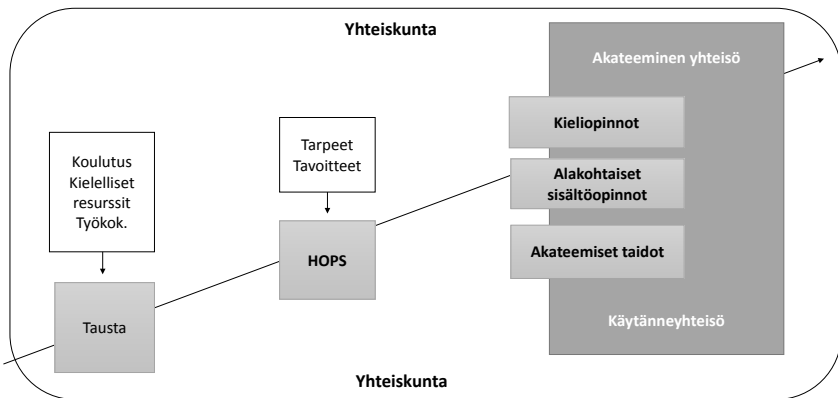 Yhteiskunta
Akateeminen yhteisö
Kieliopinnot
Koulutus
Kielelliset
resurssit
Työkok.
Tarpeet
Tavoitteet
Alakohtaiset
sisältöopinnot
HOPS
Akateemiset taidot
Tausta
Käytänneyhteisö
Yhteiskunta